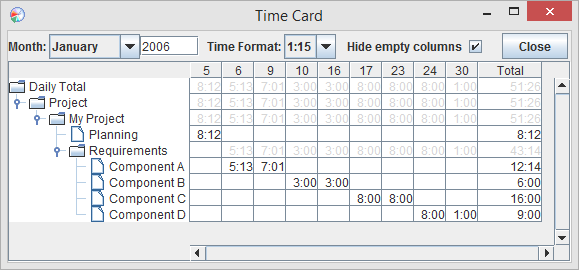 Time Card
Month: January 2006 Time Format: 1:15 Hide empty columns Close
5 6 9 10 16 17 23 24 30 Total
Daily Total 8:12 5:13 7:01 3:00 3:00 8:00 8:00 8:00 1:00 51:26
Project 8:12 5:13 7:01 3:00 3:00 8:00 8:00 8:00 1:00 51:26
My Project 8:12 5:13 7:01 3:00 3:00 8:00 8:00 8:00 1:00 51:26
Planning 8:12 8:12
Requirements 5:13 7:01 3:00 3:00 8:00 8:00 8:00 1:00 43:14
Component A 5:13 7:01 12:14
Component B 3:00 3:00 6:00
Component C 8:00 8:00 16:00
Component D 8:00 1:00 9:00